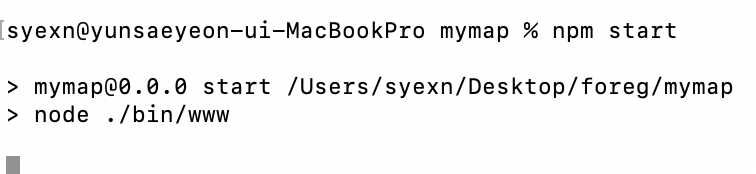 [syexn@yunsaeyeon-ui-MacBookPro mymap % npm start
> mymap@0.0.0 start /Users/syexn/Desktop/foreg/mymap
> node ./bin/www